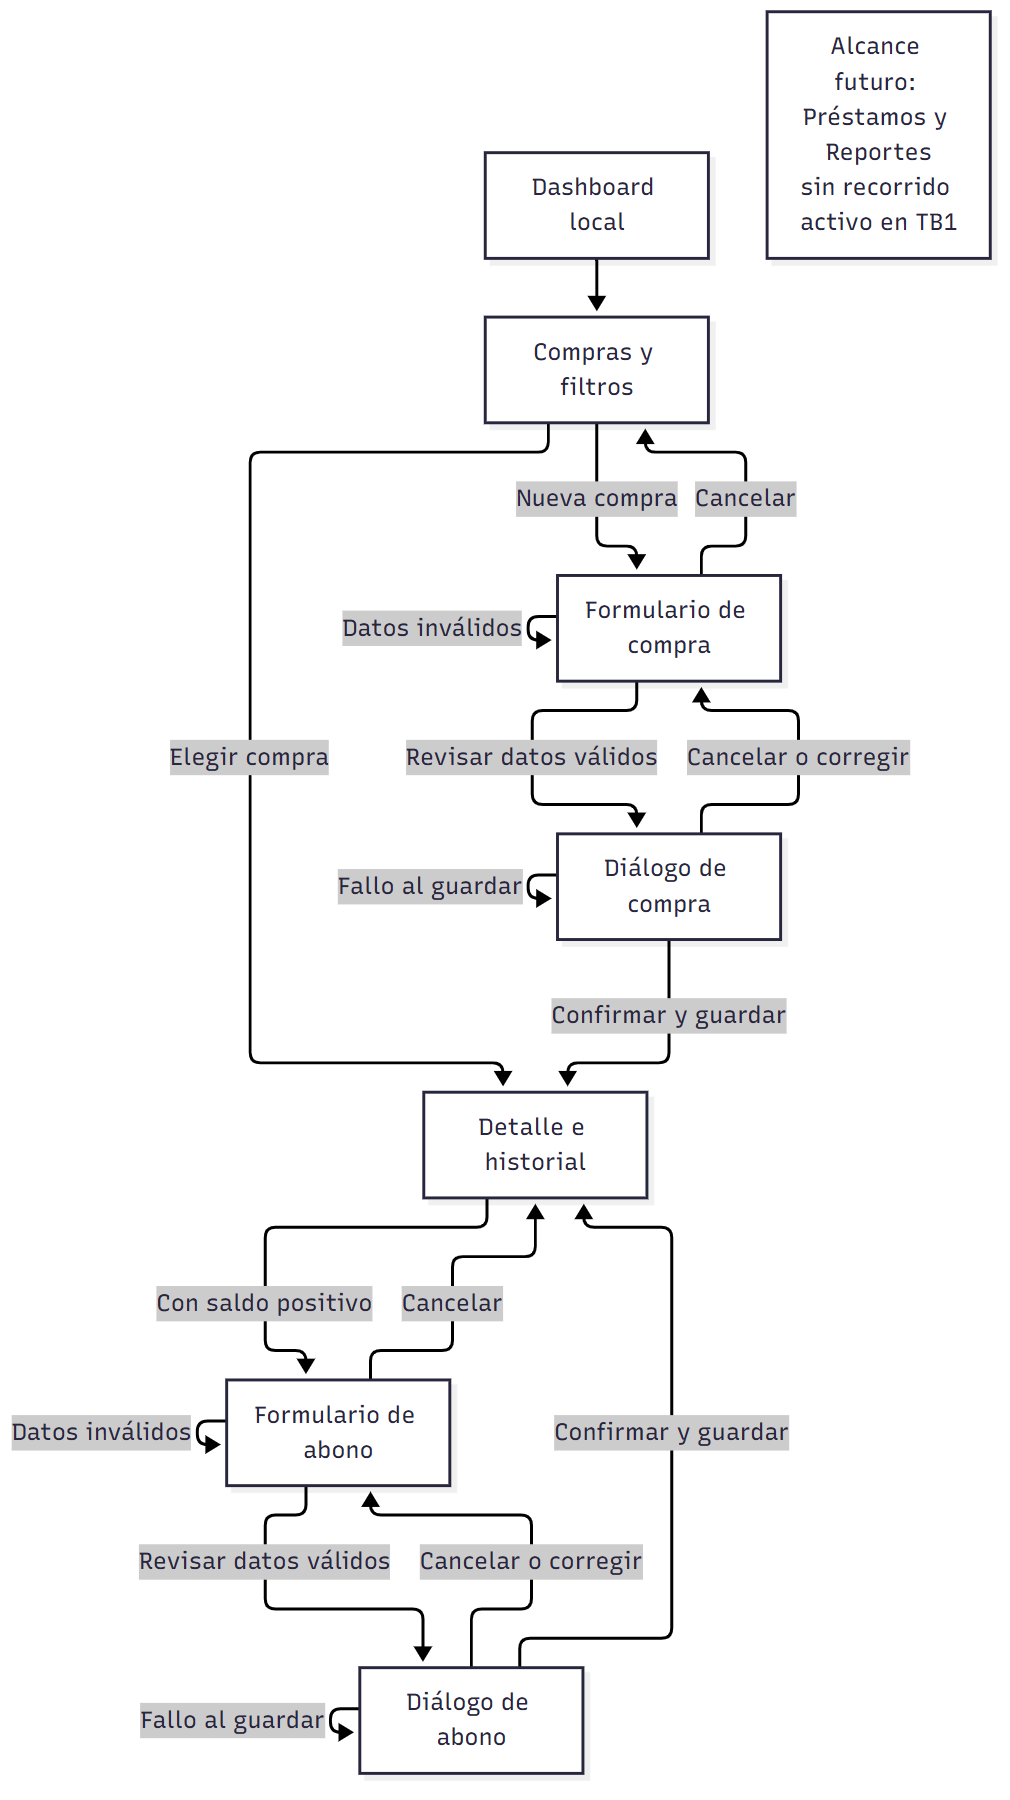 Alcance
futuro:
Préstamos y
Reportes
sin recorrido
activo en TB1
Dashboard
local
Compras y
filtros
Nueva compra
Cancelar
Formulario de
compra
Datos inválidos
Elegir compra
Revisar datos válidos
Cancelar o corregir
Diálogo de
compra
Fallo al guardar
Confirmar y guardar
Detalle e
historial
Con saldo positivo
Cancelar
Formulario de
abono
Datos inválidos
Confirmar y guardar
Revisar datos válidos
Cancelar o corregir
Diálogo de
abono
Fallo al guardar